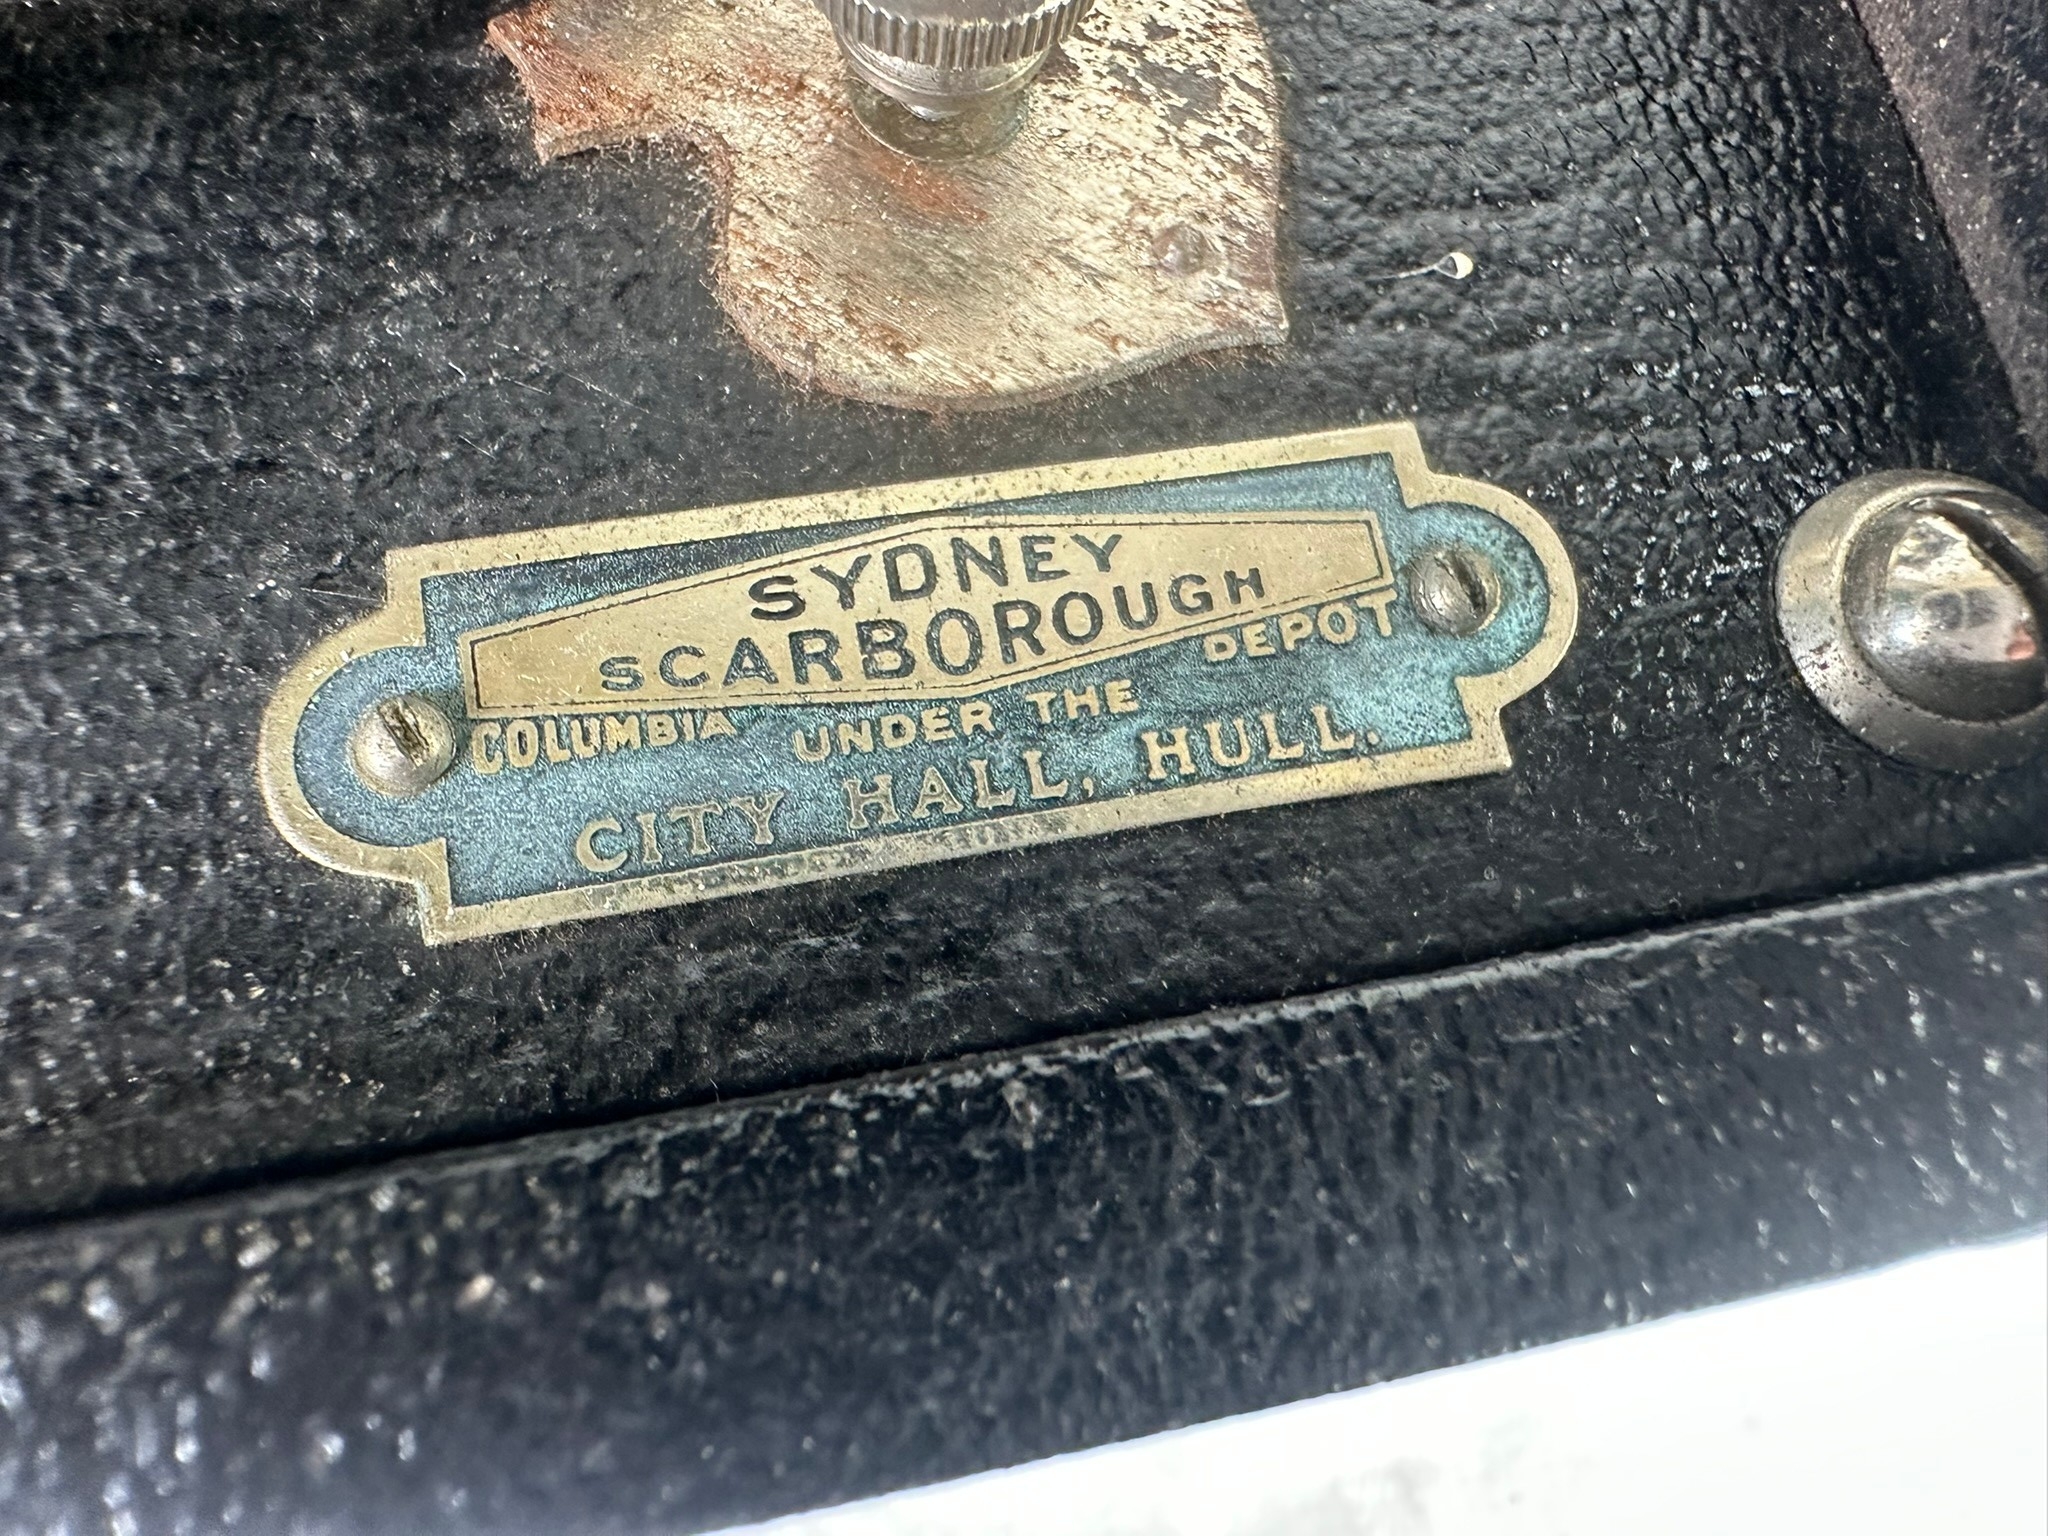 SYDNEY
SCARBOROUGH
COLUMBIA DEPOT
UNDER THE
CITY HALL, HULL.